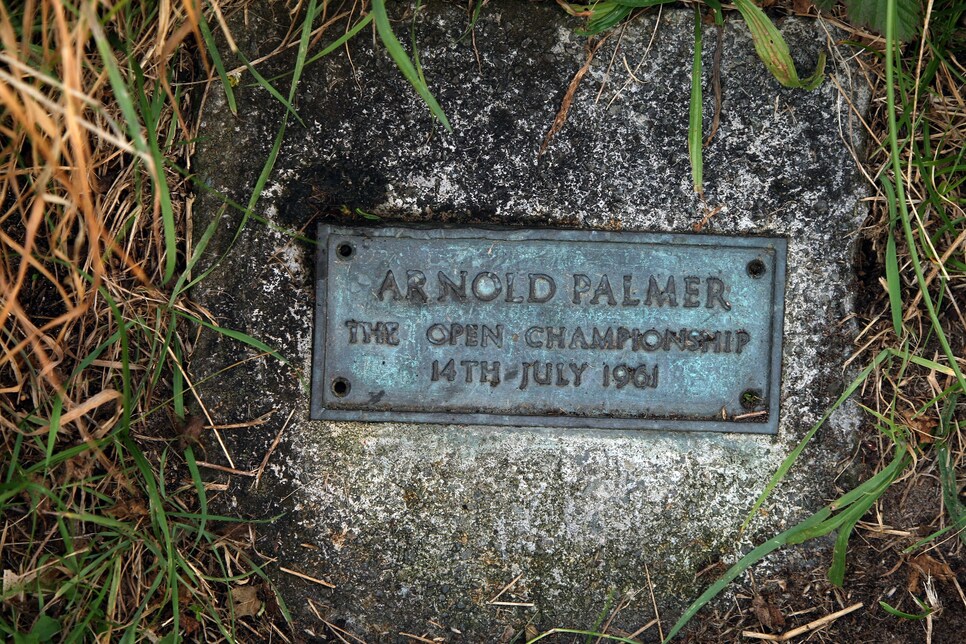 ARNOLD PALMER
THE OPEN CHAMPIONSHIP
14TH JULY 1961